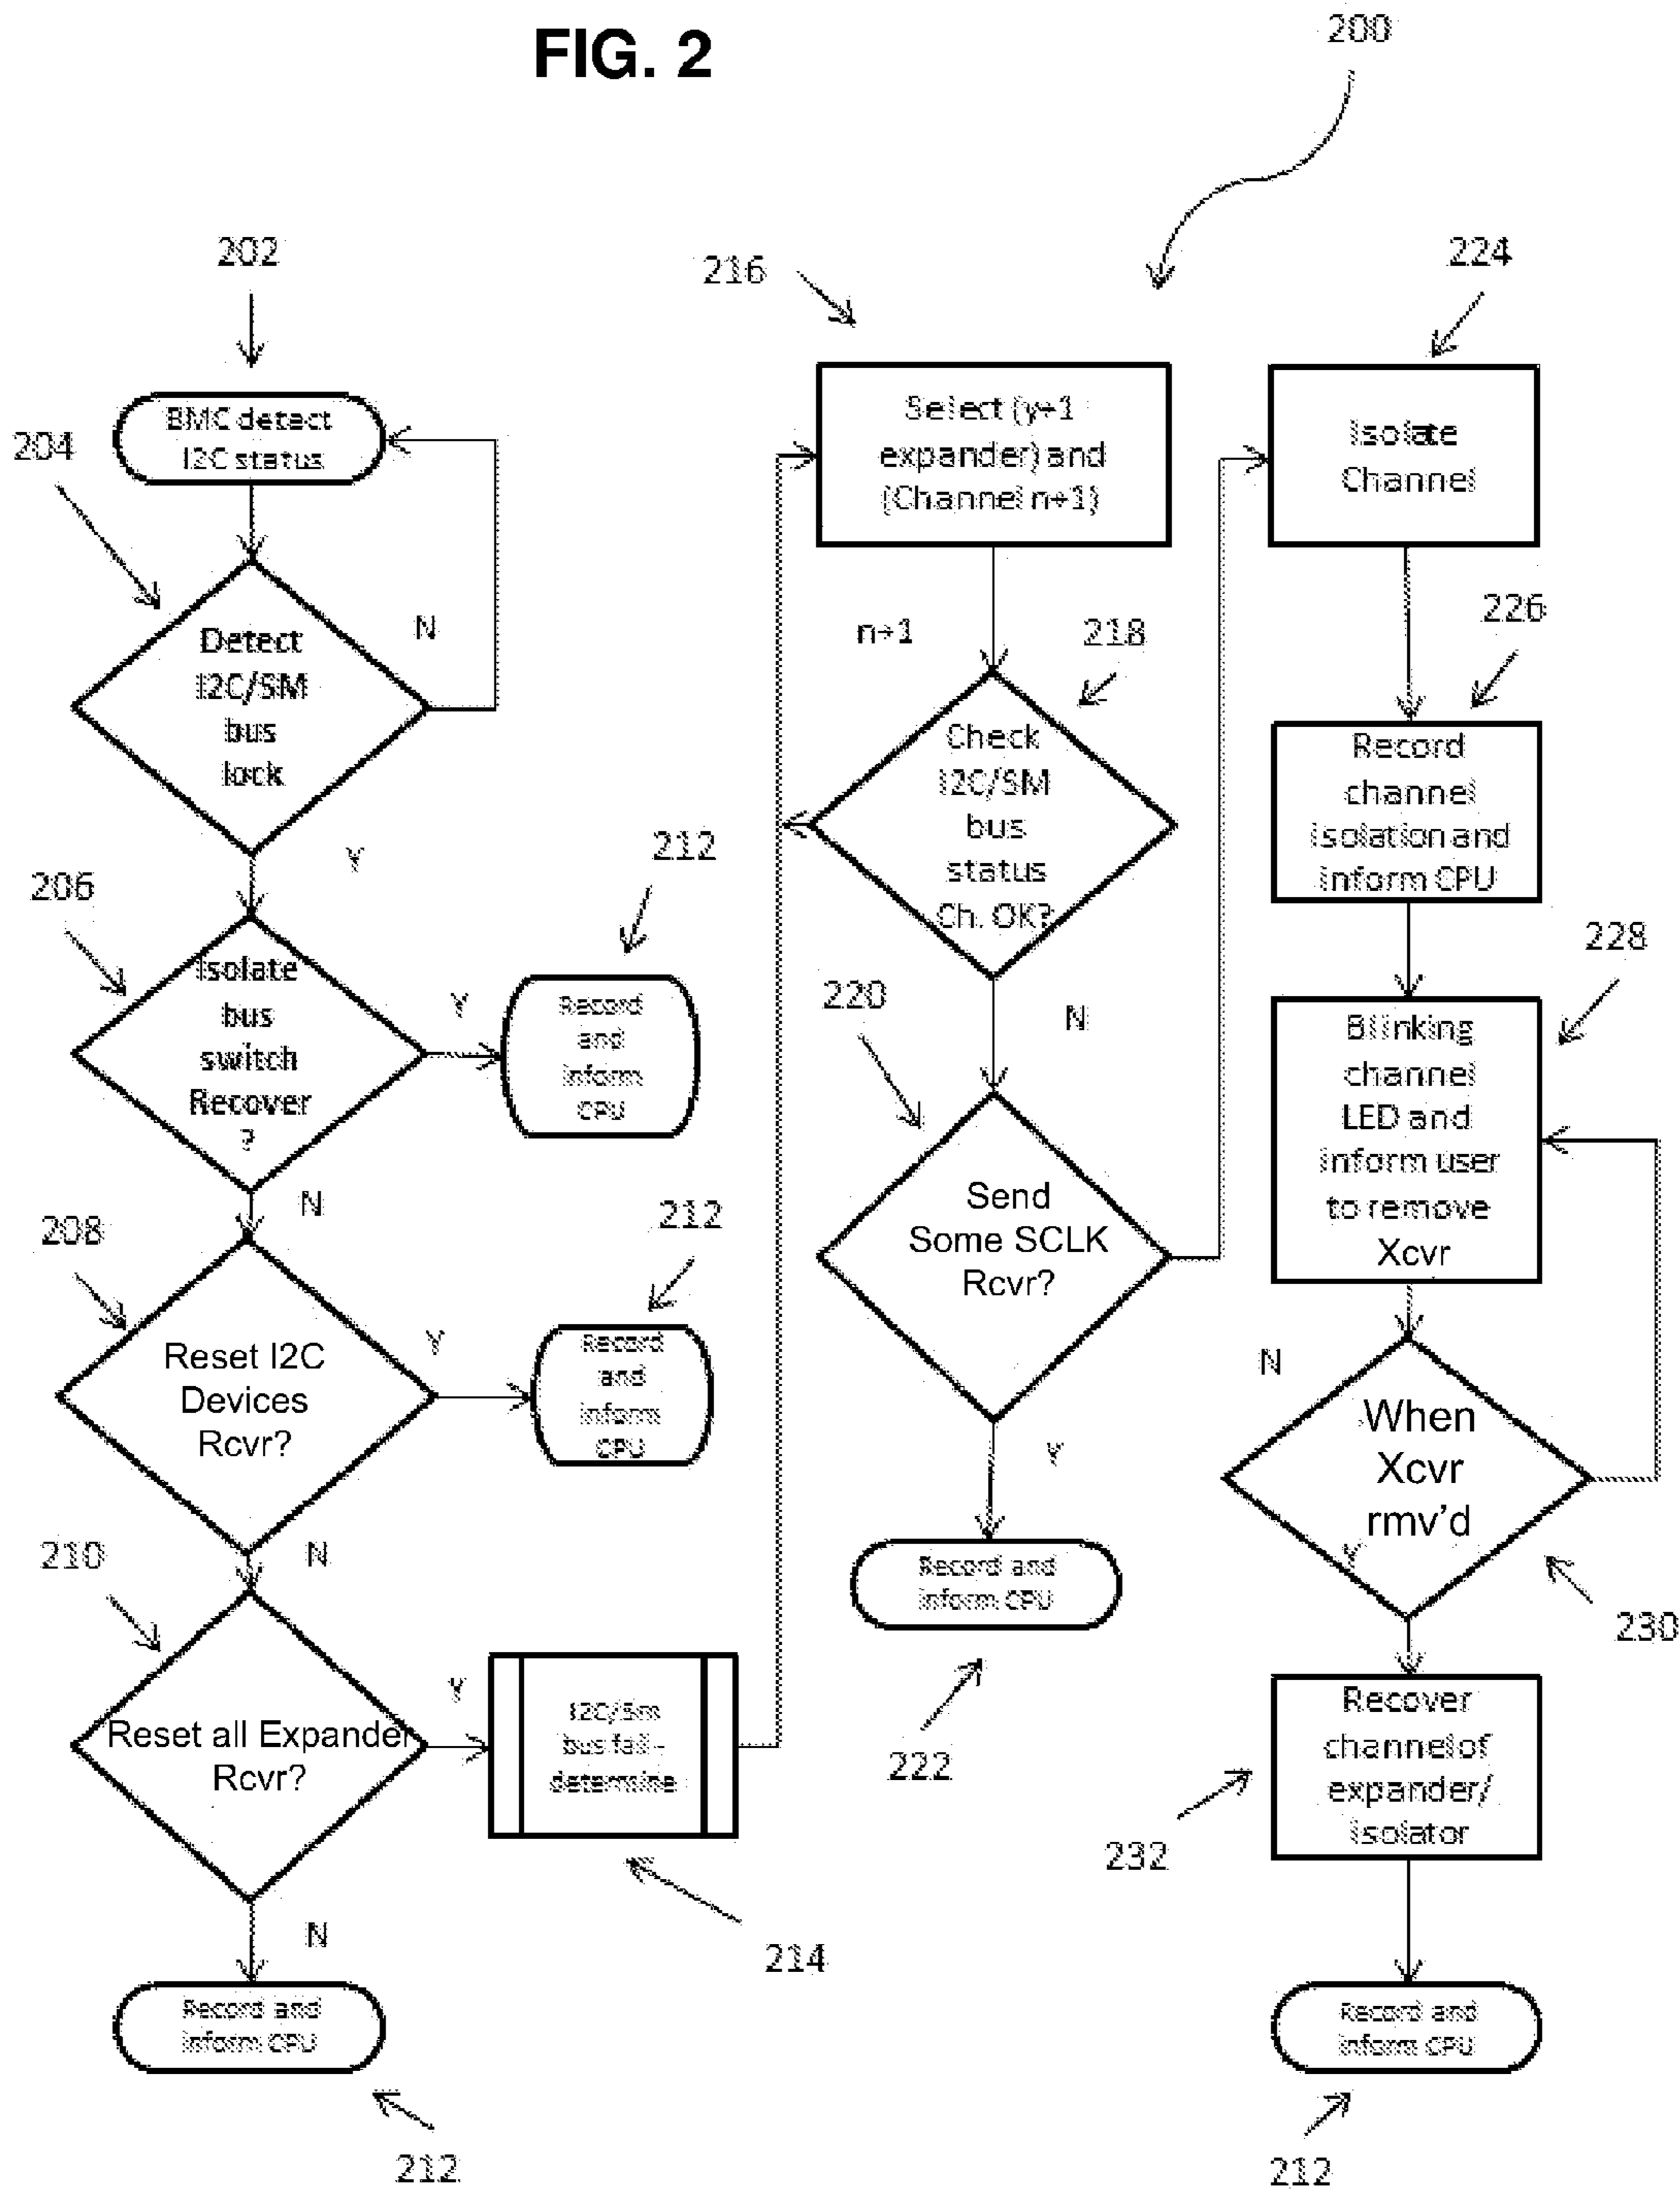 FIG. 2
200
202
BMC detect
I2C status
204
Detect
I2C/SM
bus
lock
N
Y
206
Isolate
bus
switch
Recover
?
Y
212
Record
and
inform
CPU
N
208
Reset I2C
Devices
Rcvr?
Y
212
Record
and
inform
CPU
N
210
Reset all Expander
Rcvr?
Y
I2C/Sm
bus fail-
determine
214
N
Record and
inform CPU
212
216
Select (y+1
expander) and
(Channel n+1)
n+1
218
Check
I2C/SM
bus
status
Ch. OK?
N
220
Send
Some SCLK
Rcvr?
Y
Record and
inform CPU
222
224
Isolate
Channel
226
Record
channel
isolation and
inform CPU
228
Blinking
channel
LED and
inform user
to remove
Xcvr
N
When
Xcvr
rmv'd
Y
230
Recover
channel of
expander/
isolator
232
Record and
inform CPU
212